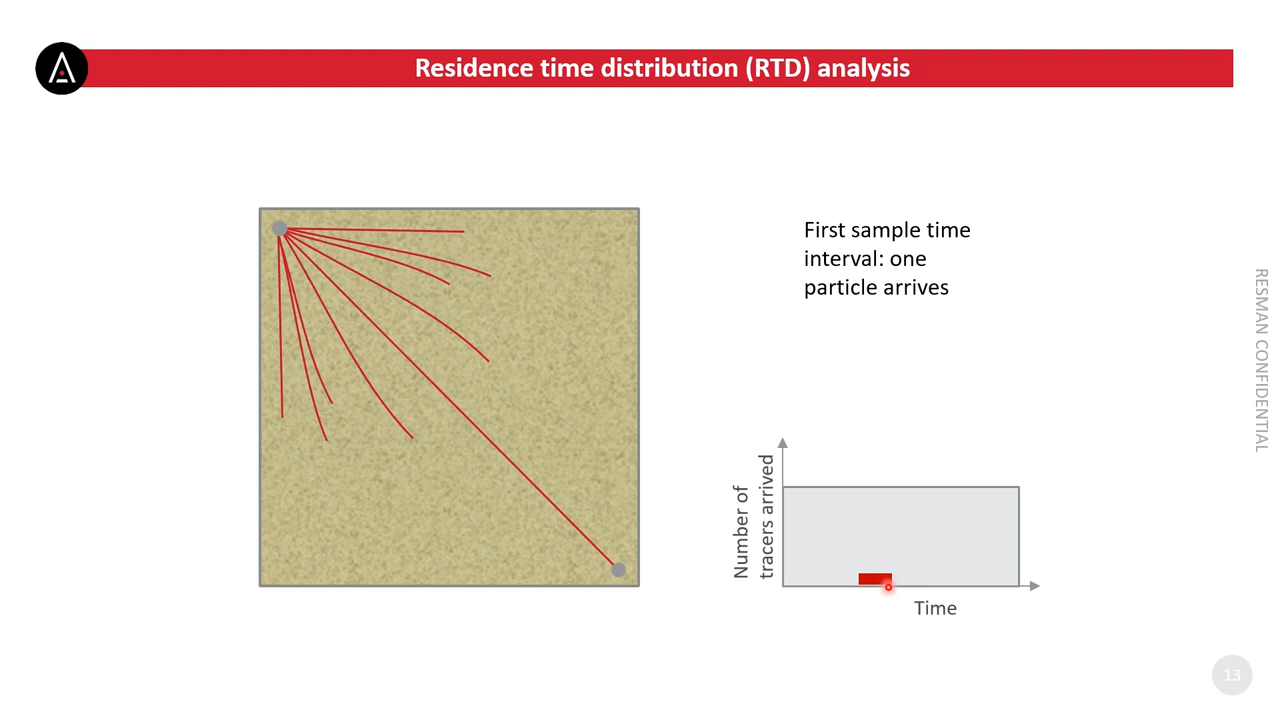 Residence time distribution (RTD) analysis
First sample time
interval: one
particle arrives
RESMAN CONFIDENTIAL
Number of
tracers arrived
Time
13